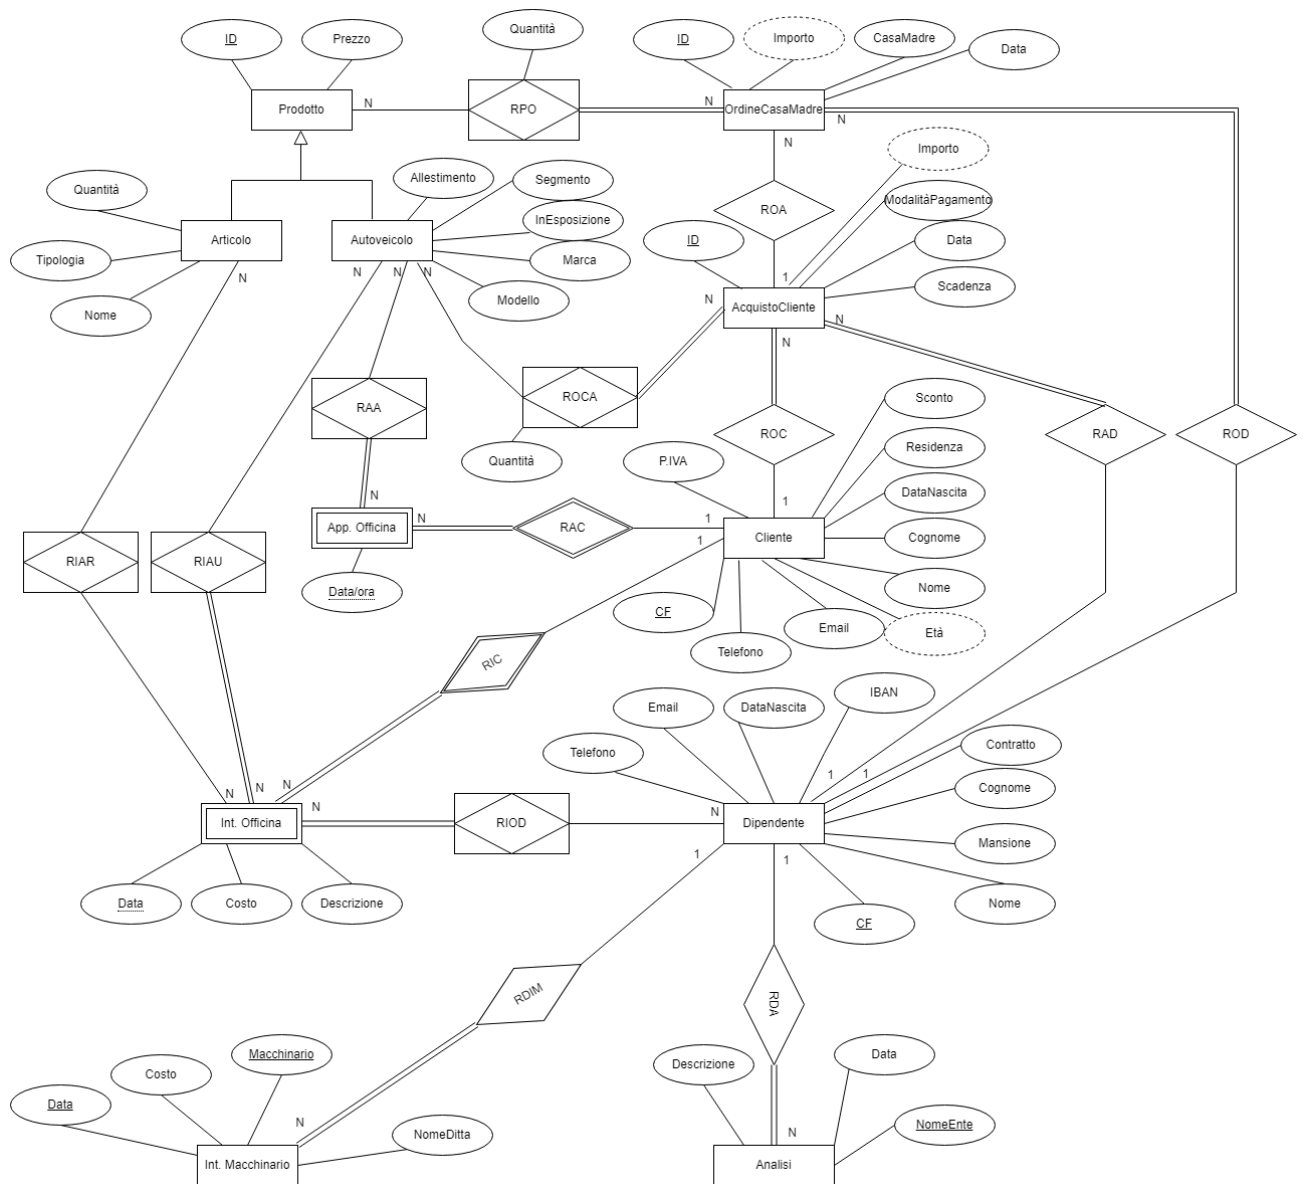 Quantità
ID
Prezzo
ID
Importo
CasaMadre
Data
Prodotto
N
RPO
N
OrdineCasaMadre
N
N
Importo
Quantità
Allestimento
Segmento
ModalitàPagamento
InEsposizione
ROA
Articolo
Autoveicolo
ID
Data
Tipologia
Marca
N
N
N
N
1
Scadenza
Modello
N
AcquistoCliente
Nome
N
N
Sconto
ROCA
RAA
ROC
RAD
ROD
Residenza
Quantità
P.IVA
DataNascita
N
1
App. Officina
N
RAC
1
Cliente
Cognome
1
RIAR
RIAU
Data/ora
Nome
CF
Email
Età
Telefono
RIC
IBAN
Email
DataNascita
Contratto
Telefono
1
1
Cognome
N
N
N
N
N
Int. Officina
RIOD
Dipendente
Mansione
1
1
Data
Costo
Descrizione
Nome
CF
RDIM
RDA
Macchinario
Data
Descrizione
Costo
Data
N
NomeDitta
N
NomeEnte
Int. Macchinario
Analisi